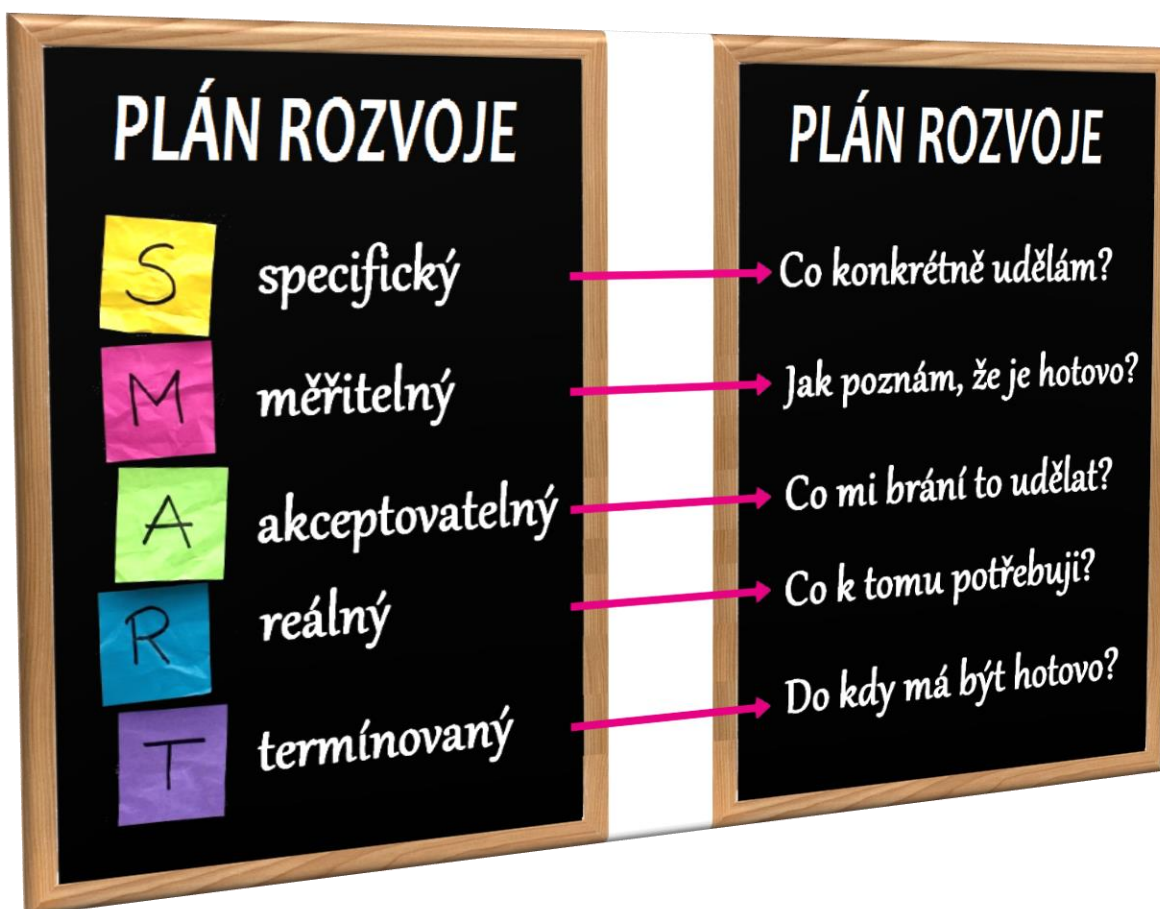 PLÁN ROZVOJE
S specifický
M měřitelný
A akceptovatelný
R reálný
T termínovaný
PLÁN ROZVOJE
Co konkrétně udělám?
Jak poznám, že je hotovo?
Co mi brání to udělat?
Co k tomu potřebuji?
Do kdy má být hotovo?